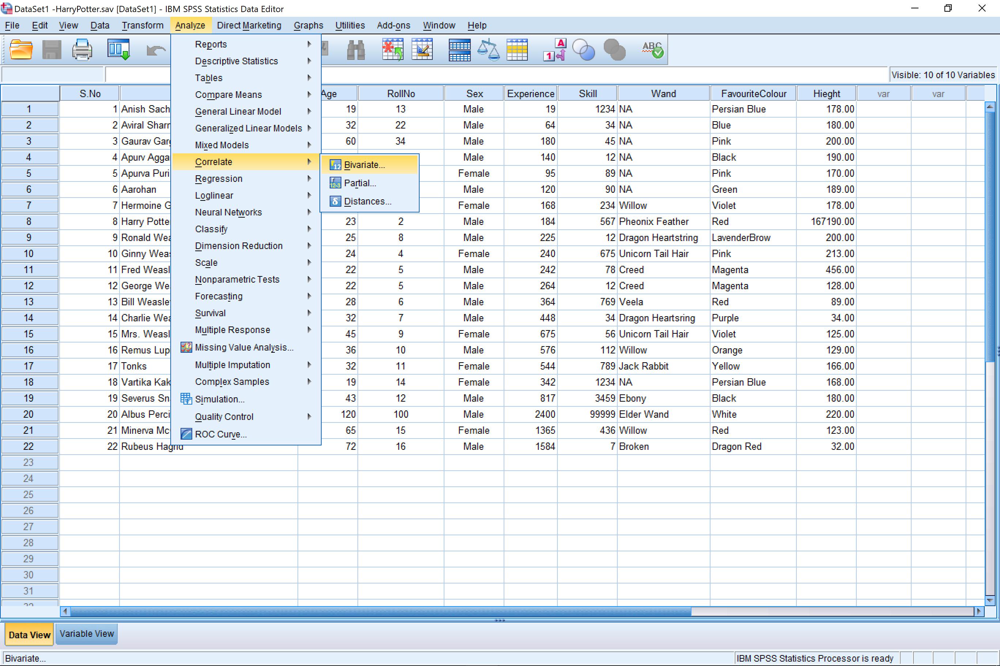 DataSet1 -HarryPotter.sav [DataSet1] - IBM SPSS Statistics Data Editor
File Edit View Data Transform Analyze Direct Marketing Graphs Utilities Add-ons Window Help
A
1
ABC
Visible: 10 of 10 Variables
S.No Age RollNo Sex Experience Skill Wand FavouriteColour Hieght var var
1 1 Anish Sach 19 13 Male 19 1234 NA Persian Blue 178.00
2 2 Aviral Sharr 32 22 Male 64 34 NA Blue 180.00
3 3 Gaurav Garg 60 34 Male 180 45 NA Pink 200.00
4 4 Apurv Agga Male 140 12 NA Black 190.00
5 5 Apurva Puri Female 95 89 NA Pink 170.00
6 6 Aarohan Male 120 90 NA Green 189.00
7 7 Hermoine G Female 168 234 Willow Violet 178.00
8 8 Harry Potte 23 2 Male 184 567 Pheonix Feather Red 167190.00
9 9 Ronald Wea 25 8 Male 225 12 Dragon Heartstring LavenderBrow 200.00
10 10 Ginny Weas 24 4 Female 240 675 Unicorn Tail Hair Pink 213.00
11 11 Fred Weasl 22 5 Male 242 78 Creed Magenta 456.00
12 12 George We 22 5 Male 264 12 Creed Magenta 128.00
13 13 Bill Weasle 28 6 Male 364 769 Veela Red 89.00
14 14 Charlie Wea 32 7 Male 448 34 Dragon Heartsring Purple 34.00
15 15 Mrs. Weasl 45 9 Female 675 56 Unicorn Tail Hair Violet 125.00
16 16 Remus Lup 36 10 Male 576 112 Willow Orange 129.00
17 17 Tonks 32 11 Female 544 789 Jack Rabbit Yellow 166.00
18 18 Vartika Kak 19 14 Female 342 1234 NA Persian Blue 168.00
19 19 Severus Sn 43 12 Male 817 3459 Ebony Black 180.00
20 20 Albus Perci 120 100 Male 2400 99999 Elder Wand White 220.00
21 21 Minerva Mc 65 15 Female 1365 436 Willow Red 123.00
22 22 Rubeus Hagrid 72 16 Male 1584 7 Broken Dragon Red 32.00
23
24
25
26
27
28
29
30
31
32
Reports
Descriptive Statistics
Tables
Compare Means
General Linear Model
Generalized Linear Models
Mixed Models
Correlate
Regression
Loglinear
Neural Networks
Classify
Dimension Reduction
Scale
Nonparametric Tests
Forecasting
Survival
Multiple Response
Missing Value Analysis...
Multiple Imputation
Complex Samples
Simulation...
Quality Control
ROC Curve...
Bivariate...
Partial...
Distances...
Data View Variable View
Bivariate... IBM SPSS Statistics Processor is ready